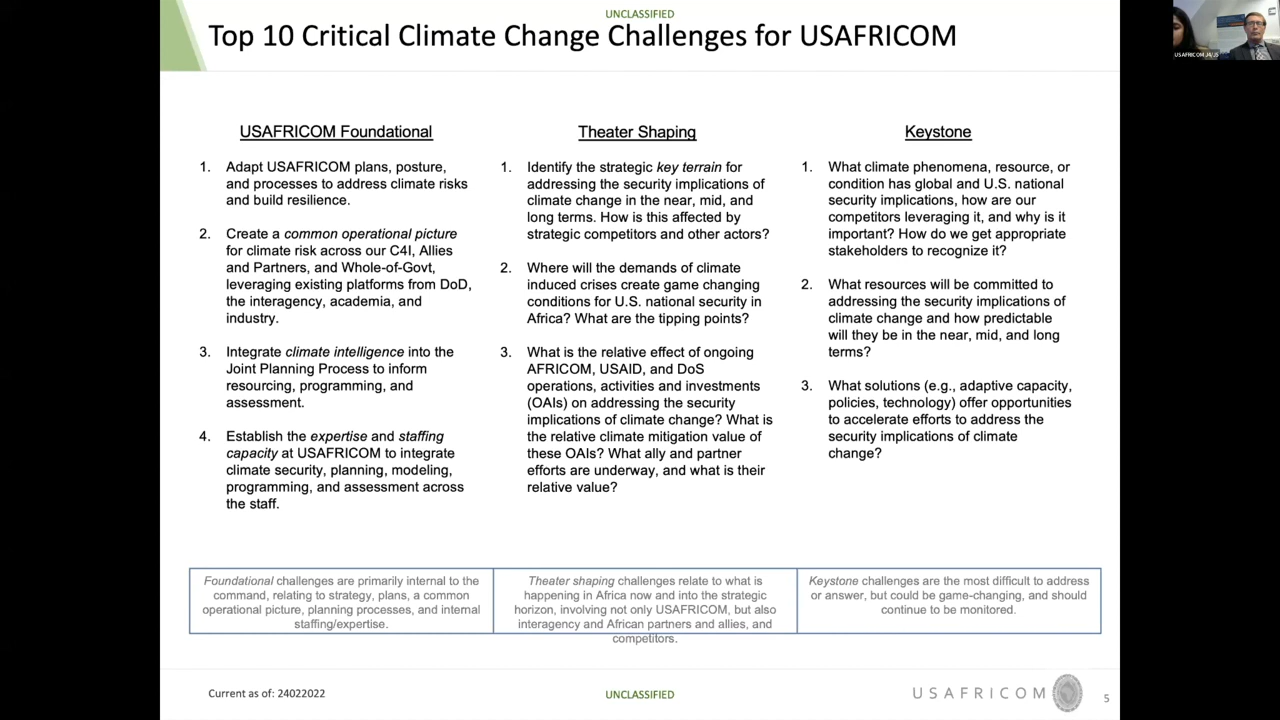 UNCLASSIFIED
Top 10 Critical Climate Change Challenges for USAFRICOM
USAFRICOM J4/J5
USAFRICOM Foundational
1. Adapt USAFRICOM plans, posture,
and processes to address climate risks
and build resilience.
2. Create a common operational picture
for climate risk across our C4I, Allies
and Partners, and Whole-of-Govt,
leveraging existing platforms from DoD,
the interagency, academia, and
industry.
3. Integrate climate intelligence into the
Joint Planning Process to inform
resourcing, programming, and
assessment.
4. Establish the expertise and staffing
capacity at USAFRICOM to integrate
climate security, planning, modeling,
programming, and assessment across
the staff.
Theater Shaping
1. Identify the strategic key terrain for
addressing the security implications of
climate change in the near, mid, and
long terms. How is this affected by
strategic competitors and other actors?
2. Where will the demands of climate
induced crises create game changing
conditions for U.S. national security in
Africa? What are the tipping points?
3. What is the relative effect of ongoing
AFRICOM, USAID, and DoS
operations, activities and investments
(OAIs) on addressing the security
implications of climate change? What is
the relative climate mitigation value of
these OAIs? What ally and partner
efforts are underway, and what is their
relative value?
Keystone
1. What climate phenomena, resource, or
condition has global and U.S. national
security implications, how are our
competitors leveraging it, and why is it
important? How do we get appropriate
stakeholders to recognize it?
2. What resources will be committed to
addressing the security implications of
climate change and how predictable
will they be in the near, mid, and long
terms?
3. What solutions (e.g., adaptive capacity,
policies, technology) offer opportunities
to accelerate efforts to address the
security implications of climate
change?
Foundational challenges are primarily internal to the
command, relating to strategy, plans, a common
operational picture, planning processes, and internal
staffing/expertise.
Theater shaping challenges relate to what is
happening in Africa now and into the strategic
horizon, involving not only USAFRICOM, but also
interagency and African partners and allies, and
competitors.
Keystone challenges are the most difficult to address
or answer, but could be game-changing, and should
continue to be monitored.
Current as of: 24022022
UNCLASSIFIED
USAFRICOM
5